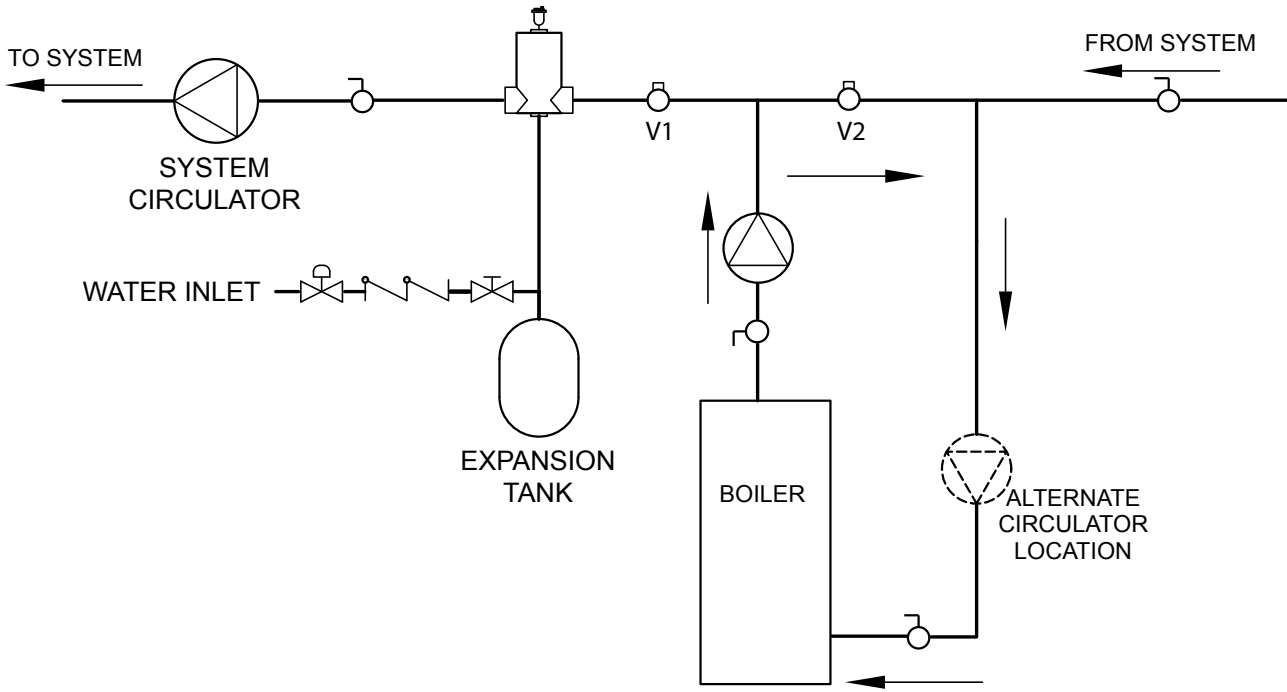 TO SYSTEM
FROM SYSTEM
V1
V2
SYSTEM
CIRCULATOR
WATER INLET
EXPANSION
TANK
BOILER
ALTERNATE
CIRCULATOR
LOCATION